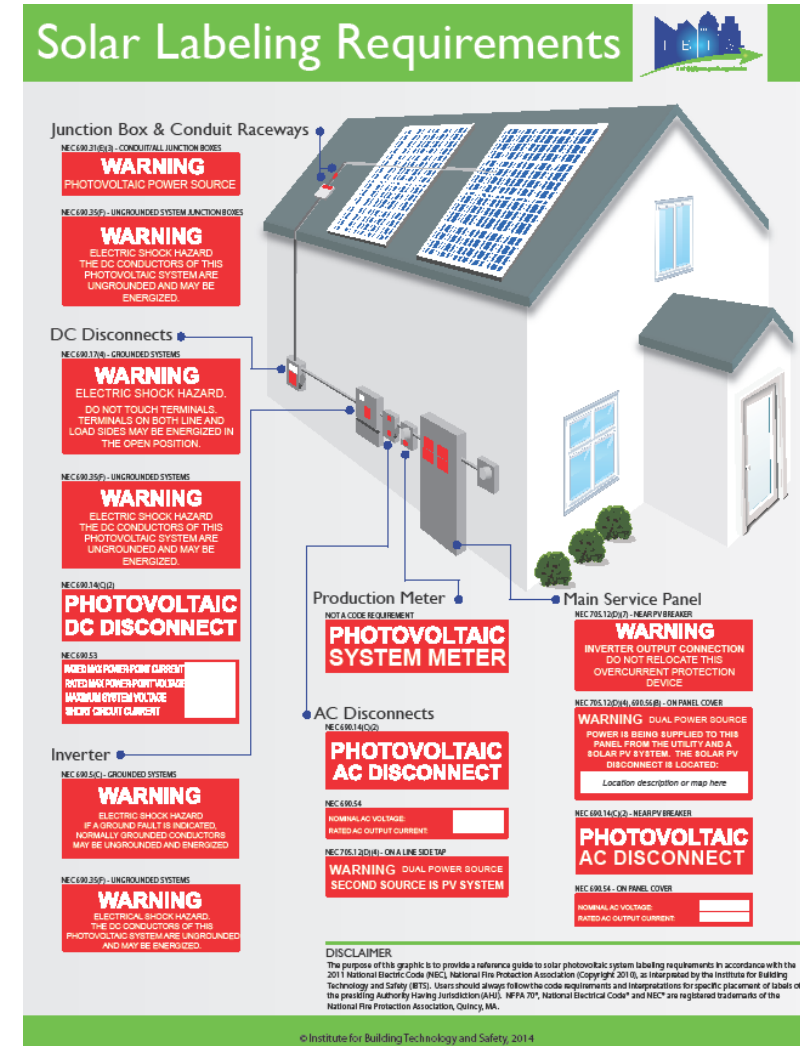 Solar Labeling Requirements
I B T S
Junction Box & Conduit Raceways
NEC 690.31(E)(3) - CONDUIT/ALL JUNCTION BOXES
WARNING
PHOTOVOLTAIC POWER SOURCE
NEC 690.35(F) - UNGROUNDED SYSTEM JUNCTION BOXES
WARNING
ELECTRIC SHOCK HAZARD
THE DC CONDUCTORS OF THIS
PHOTOVOLTAIC SYSTEM ARE
UNGROUNDED AND MAY BE
ENERGIZED.
DC Disconnects
NEC 690.17(4) - GROUNDED SYSTEMS
WARNING
ELECTRIC SHOCK HAZARD.
DO NOT TOUCH TERMINALS.
TERMINALS ON BOTH LINE AND
LOAD SIDES MAY BE ENERGIZED IN
THE OPEN POSITION.
NEC 690.35(F) - UNGROUNDED SYSTEMS
WARNING
ELECTRIC SHOCK HAZARD
THE DC CONDUCTORS OF THIS
PHOTOVOLTAIC SYSTEM ARE
UNGROUNDED AND MAY BE
ENERGIZED.
NEC 690.14(C)(2)
PHOTOVOLTAIC
DC DISCONNECT
NEC 690.53
RATED MAX POWER-POINT CURRENT
RATED MAX POWER-POINT VOLTAGE
MAXIMUM SYSTEM VOLTAGE
SHORT CIRCUIT CURRENT
Inverter
NEC 690.5(C) - GROUNDED SYSTEMS
WARNING
ELECTRIC SHOCK HAZARD
IF A GROUND FAULT IS INDICATED,
NORMALLY GROUNDED CONDUCTORS
MAY BE UNGROUNDED AND ENERGIZED
NEC 690.35(F) - UNGROUNDED SYSTEMS
WARNING
ELECTRICAL SHOCK HAZARD.
THE DC CONDUCTORS OF THIS
PHOTOVOLTAIC SYSTEM ARE UNGROUNDED
AND MAY BE ENERGIZED.
Production Meter
NOT A CODE REQUIREMENT
PHOTOVOLTAIC
SYSTEM METER
AC Disconnects
NEC 690.14(C)(2)
PHOTOVOLTAIC
AC DISCONNECT
NEC 690.54
NOMINAL AC VOLTAGE:
RATED AC OUTPUT CURRENT:
NEC 705.12(D)(4) - ON A LINE SIDE TAP
WARNING DUAL POWER SOURCE
SECOND SOURCE IS PV SYSTEM
Main Service Panel
NEC 705.12(D)(7) - NEAR PV BREAKER
WARNING
INVERTER OUTPUT CONNECTION
DO NOT RELOCATE THIS
OVERCURRENT PROTECTION
DEVICE
NEC 705.12(D)(4), 690.56(B) - ON PANEL COVER
WARNING DUAL POWER SOURCE
POWER IS BEING SUPPLIED TO THIS
PANEL FROM THE UTILITY AND A
SOLAR PV SYSTEM. THE SOLAR PV
DISCONNECT IS LOCATED:
Location description or map here
NEC 690.14(C)(2) - NEAR PV BREAKER
PHOTOVOLTAIC
AC DISCONNECT
NEC 690.54 - ON PANEL COVER
NOMINAL AC VOLTAGE:
RATED AC OUTPUT CURRENT:
DISCLAIMER
The purpose of this graphic is to provide a reference guide to solar photovoltaic system labeling requirements in accordance with the
2011 National Electric Code (NEC), National Fire Protection Association (Copyright 2010), as interpreted by the Institute for Building
Technology and Safety (IBTS). Users should always follow the code requirements and interpretations for specific placement of labels of
the presiding Authority Having Jurisdiction (AHJ). NFPA 70®, National Electrical Code® and NEC® are registered trademarks of the
National Fire Protection Association, Quincy, MA.
© Institute for Building Technology and Safety, 2014